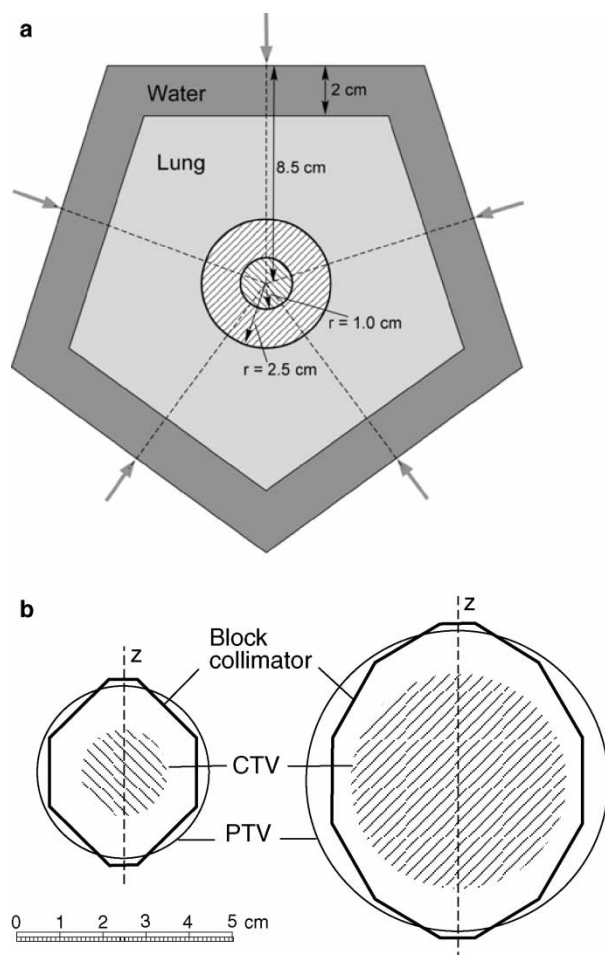 a
Water
2 cm
Lung
8.5 cm
r = 1.0 cm
r = 2.5 cm
b
z
z
Block
collimator
CTV
PTV
0 1 2 3 4 5 cm